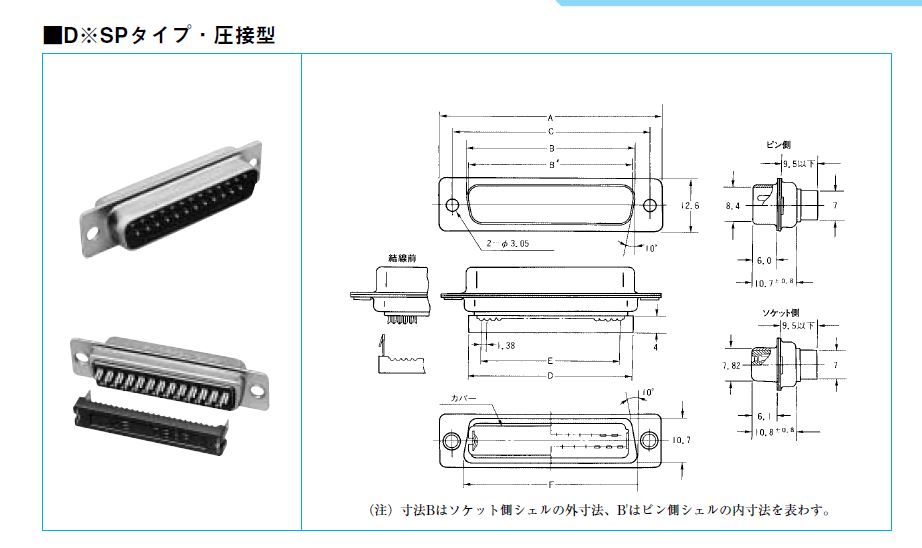 ■D※SPタイプ・圧接型
A
C
B
B'
12.6
2-φ3.05
10°
ピン側
9.5以下
8.4
7
6.0
10.7+0.8
結線前
1.38
4
E
D
ソケット側
9.5以下
7.82
7
6.1
10.8+0.8
カバー
10°
10.7
F
（注）寸法Bはソケット側シェルの外寸法、B'はピン側シェルの内寸法を表わす。